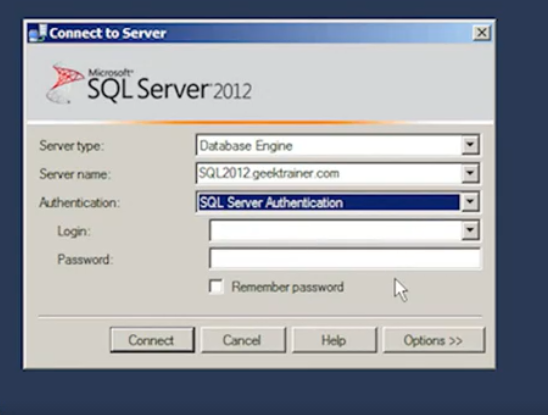 Connect to Server
Microsoft®
SQL Server® 2012
Server type: Database Engine
Server name: SQL2012.geektrainer.com
Authentication: SQL Server Authentication
Login:
Password:
Remember password
Connect Cancel Help Options >>